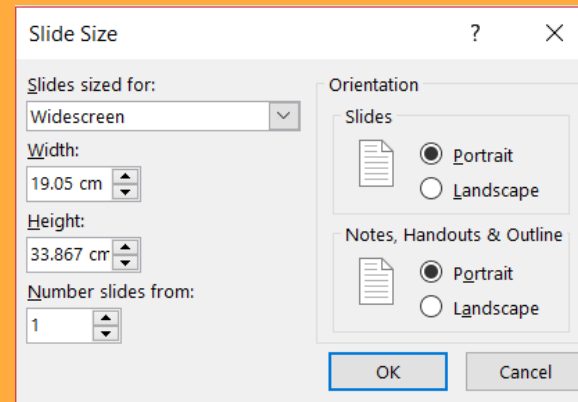 Slide Size
Slides sized for:
Widescreen
Width:
19.05 cm
Height:
33.867 cm
Number slides from:
1
Orientation
Slides
Portrait
Landscape
Notes, Handouts & Outline
Portrait
Landscape
OK
Cancel